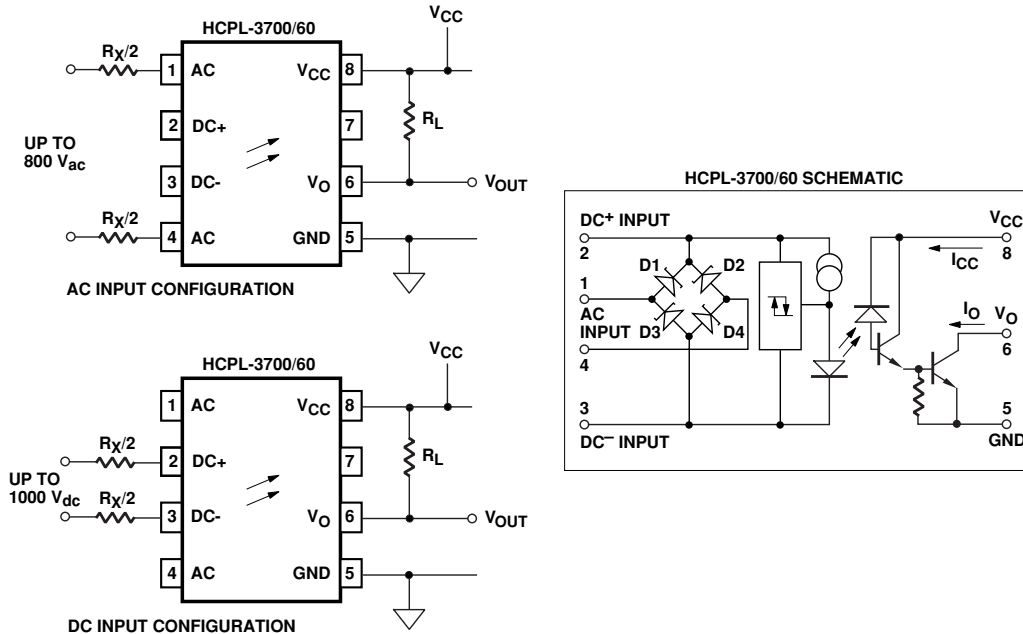 HCPL-3700/60
VCC
RX/2
1 AC
VCC 8
2 DC+
7
RL
UP TO
800 Vac
3 DC-
VO 6
VOUT
RX/2
4 AC
GND 5
AC INPUT CONFIGURATION
HCPL-3700/60
VCC
1 AC
VCC 8
RX/2
2 DC+
7
RL
UP TO
1000 Vdc
RX/2
3 DC-
VO 6
VOUT
4 AC
GND 5
DC INPUT CONFIGURATION
HCPL-3700/60 SCHEMATIC
DC+ INPUT
2
1
AC
INPUT
4
3
DC– INPUT
D1
D2
D3
D4
VCC
8
ICC
IO
VO
6
5
GND